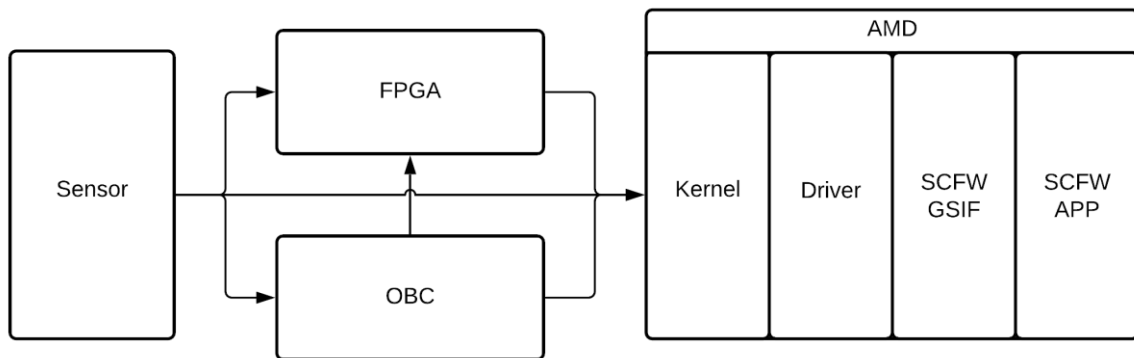 AMD
FPGA
Sensor
Kernel
Driver
SCFW
GSIF
SCFW
APP
OBC